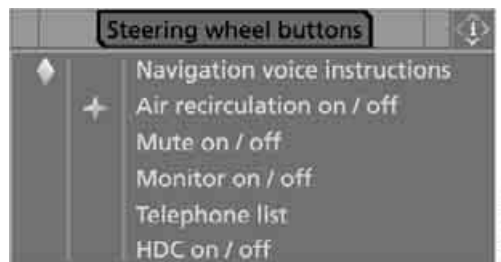 Steering wheel buttons
Navigation voice instructions
Air recirculation on / off
Mute on / off
Monitor on / off
Telephone list
HDC on / off